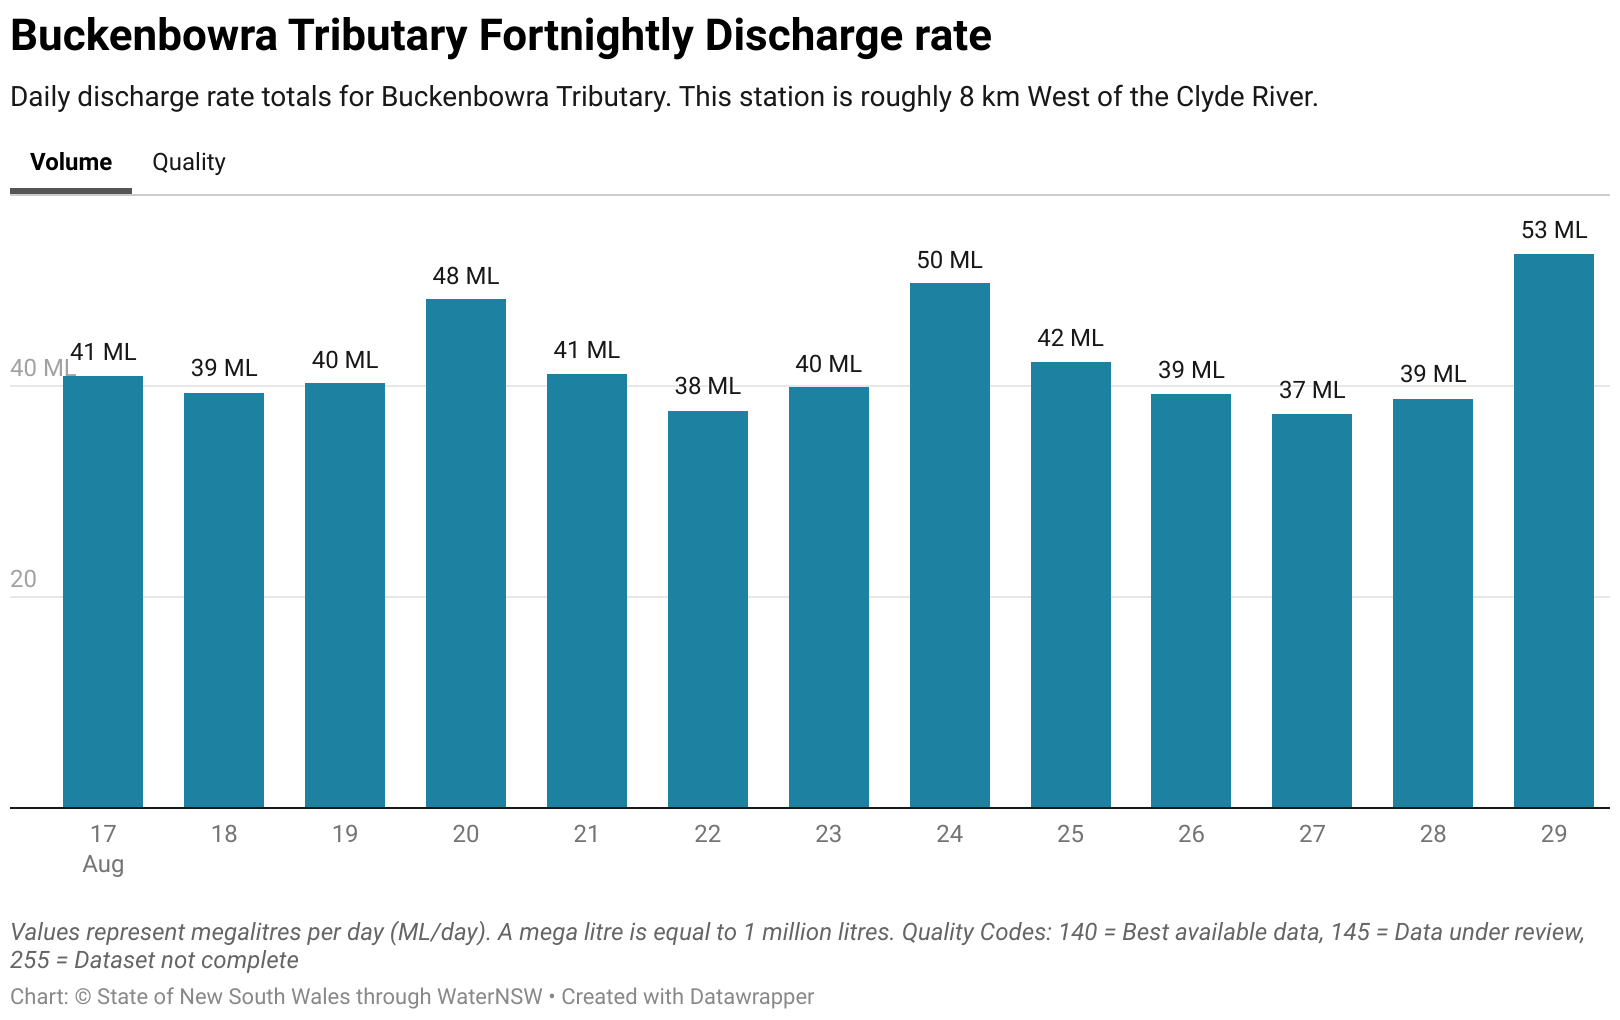 Buckenbowra Tributary Fortnightly Discharge rate
Daily discharge rate totals for Buckenbowra Tributary. This station is roughly 8 km West of the Clyde River.
Volume Quality
53 ML
50 ML
48 ML
42 ML
41 ML
41 ML
40 ML
40 ML
40 ML
39 ML
39 ML
39 ML
38 ML
37 ML
20
17 18 19 20 21 22 23 24 25 26 27 28 29
Aug
Values represent megalitres per day (ML/day). A mega litre is equal to 1 million litres. Quality Codes: 140 = Best available data, 145 = Data under review,
255 = Dataset not complete
Chart: © State of New South Wales through WaterNSW • Created with Datawrapper